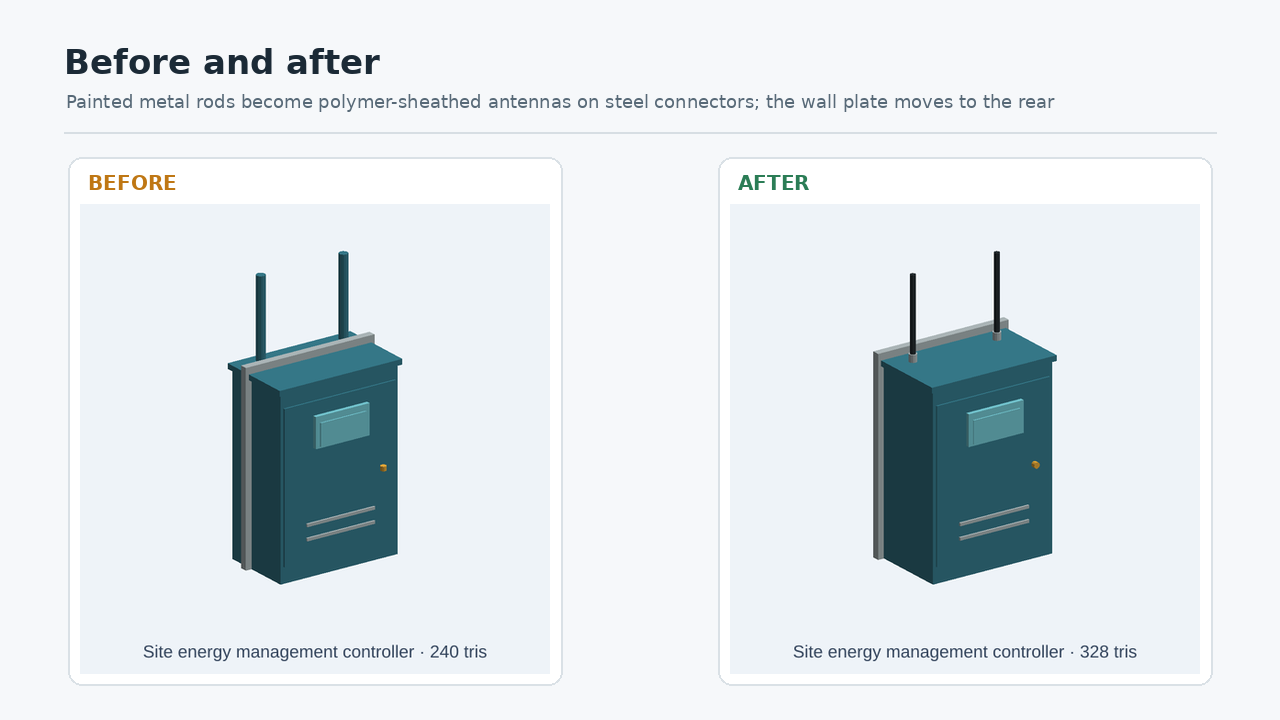 Before and after
Painted metal rods become polymer-sheathed antennas on steel connectors; the wall plate moves to the rear
BEFORE
AFTER
Site energy management controller · 240 tris
Site energy management controller · 328 tris